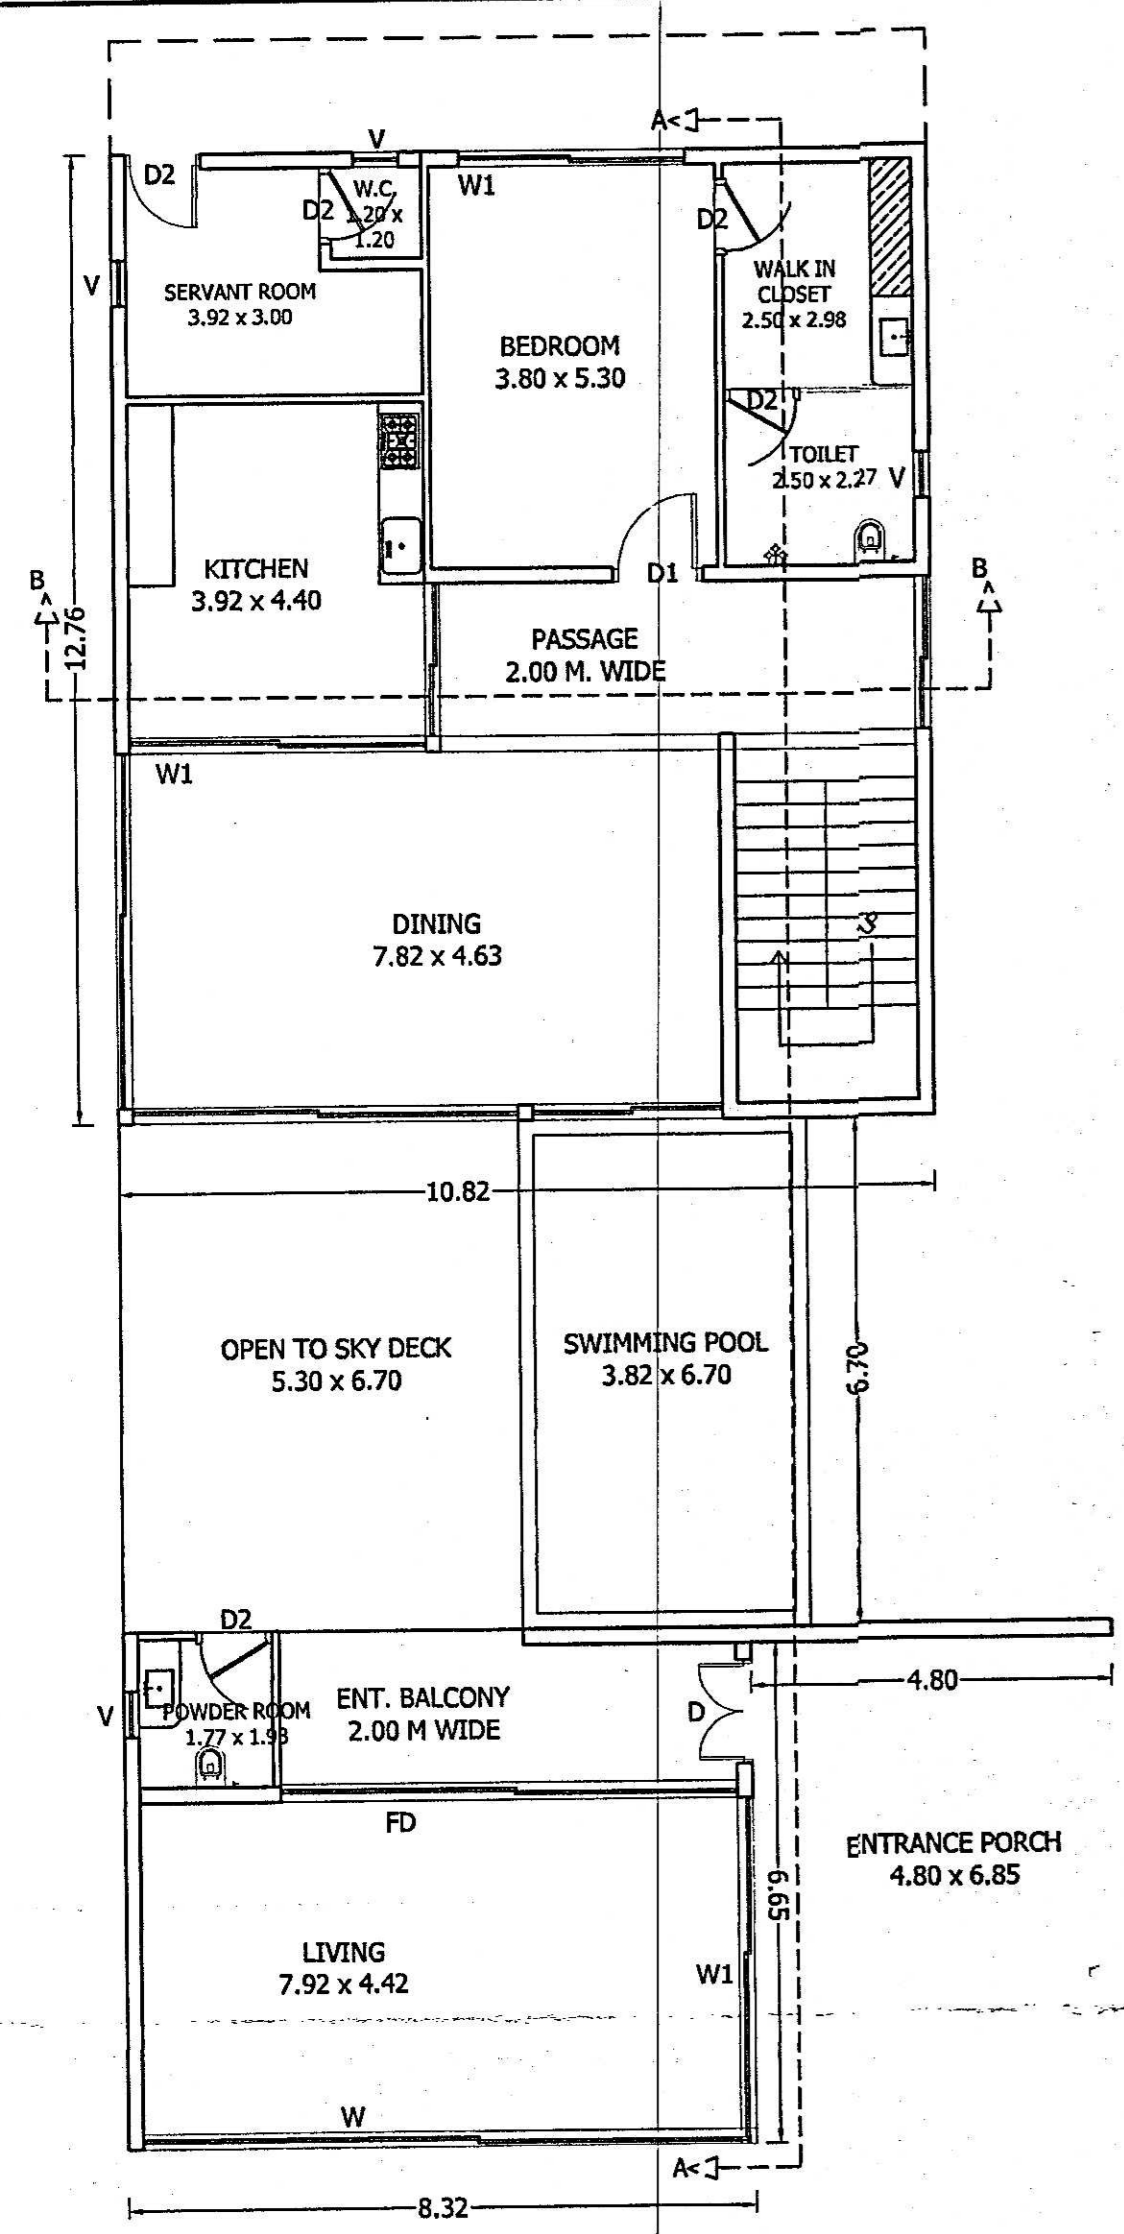 A<
V
D2
W.C.
1.20 x
1.20
D2
W1
D2
V
SERVANT ROOM
3.92 x 3.00
WALK IN
CLOSET
2.50 x 2.98
BEDROOM
3.80 x 5.30
D2
TOILET
2.50 x 2.27
V
KITCHEN
3.92 x 4.40
D1
B
<
B
<
12.76
PASSAGE
2.00 M. WIDE
W1
DINING
7.82 x 4.63
UP
10.82
OPEN TO SKY DECK
5.30 x 6.70
SWIMMING POOL
3.82 x 6.70
6.70
D2
4.80
V
POWDER ROOM
1.77 x 1.93
ENT. BALCONY
2.00 M WIDE
D
FD
ENTRANCE PORCH
4.80 x 6.85
6.65
LIVING
7.92 x 4.42
W1
W
A<
8.32